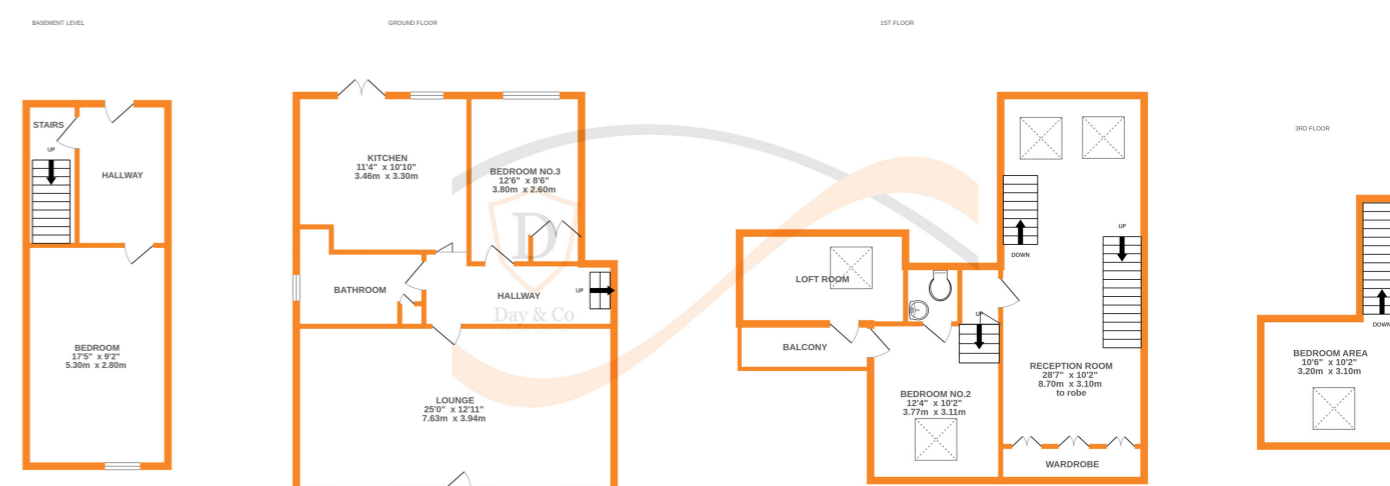 BASEMENT LEVEL
STAIRS
UP
HALLWAY
BEDROOM
17'5" x 9'2"
5.30m x 2.80m
GROUND FLOOR
KITCHEN
11'4" x 10'10"
3.46m x 3.30m
BEDROOM NO.3
12'6" x 8'6"
3.80m x 2.60m
D
BATHROOM
HALLWAY
UP
Day & Co
LOUNGE
25'0" x 12'11"
7.63m x 3.94m
1ST FLOOR
DOWN
UP
LOFT ROOM
UP
BALCONY
BEDROOM NO.2
12'4" x 10'2"
3.77m x 3.11m
RECEPTION ROOM
28'7" x 10'2"
8.70m x 3.10m
to robe
WARDROBE
3RD FLOOR
DOWN
BEDROOM AREA
10'6" x 10'2"
3.20m x 3.10m